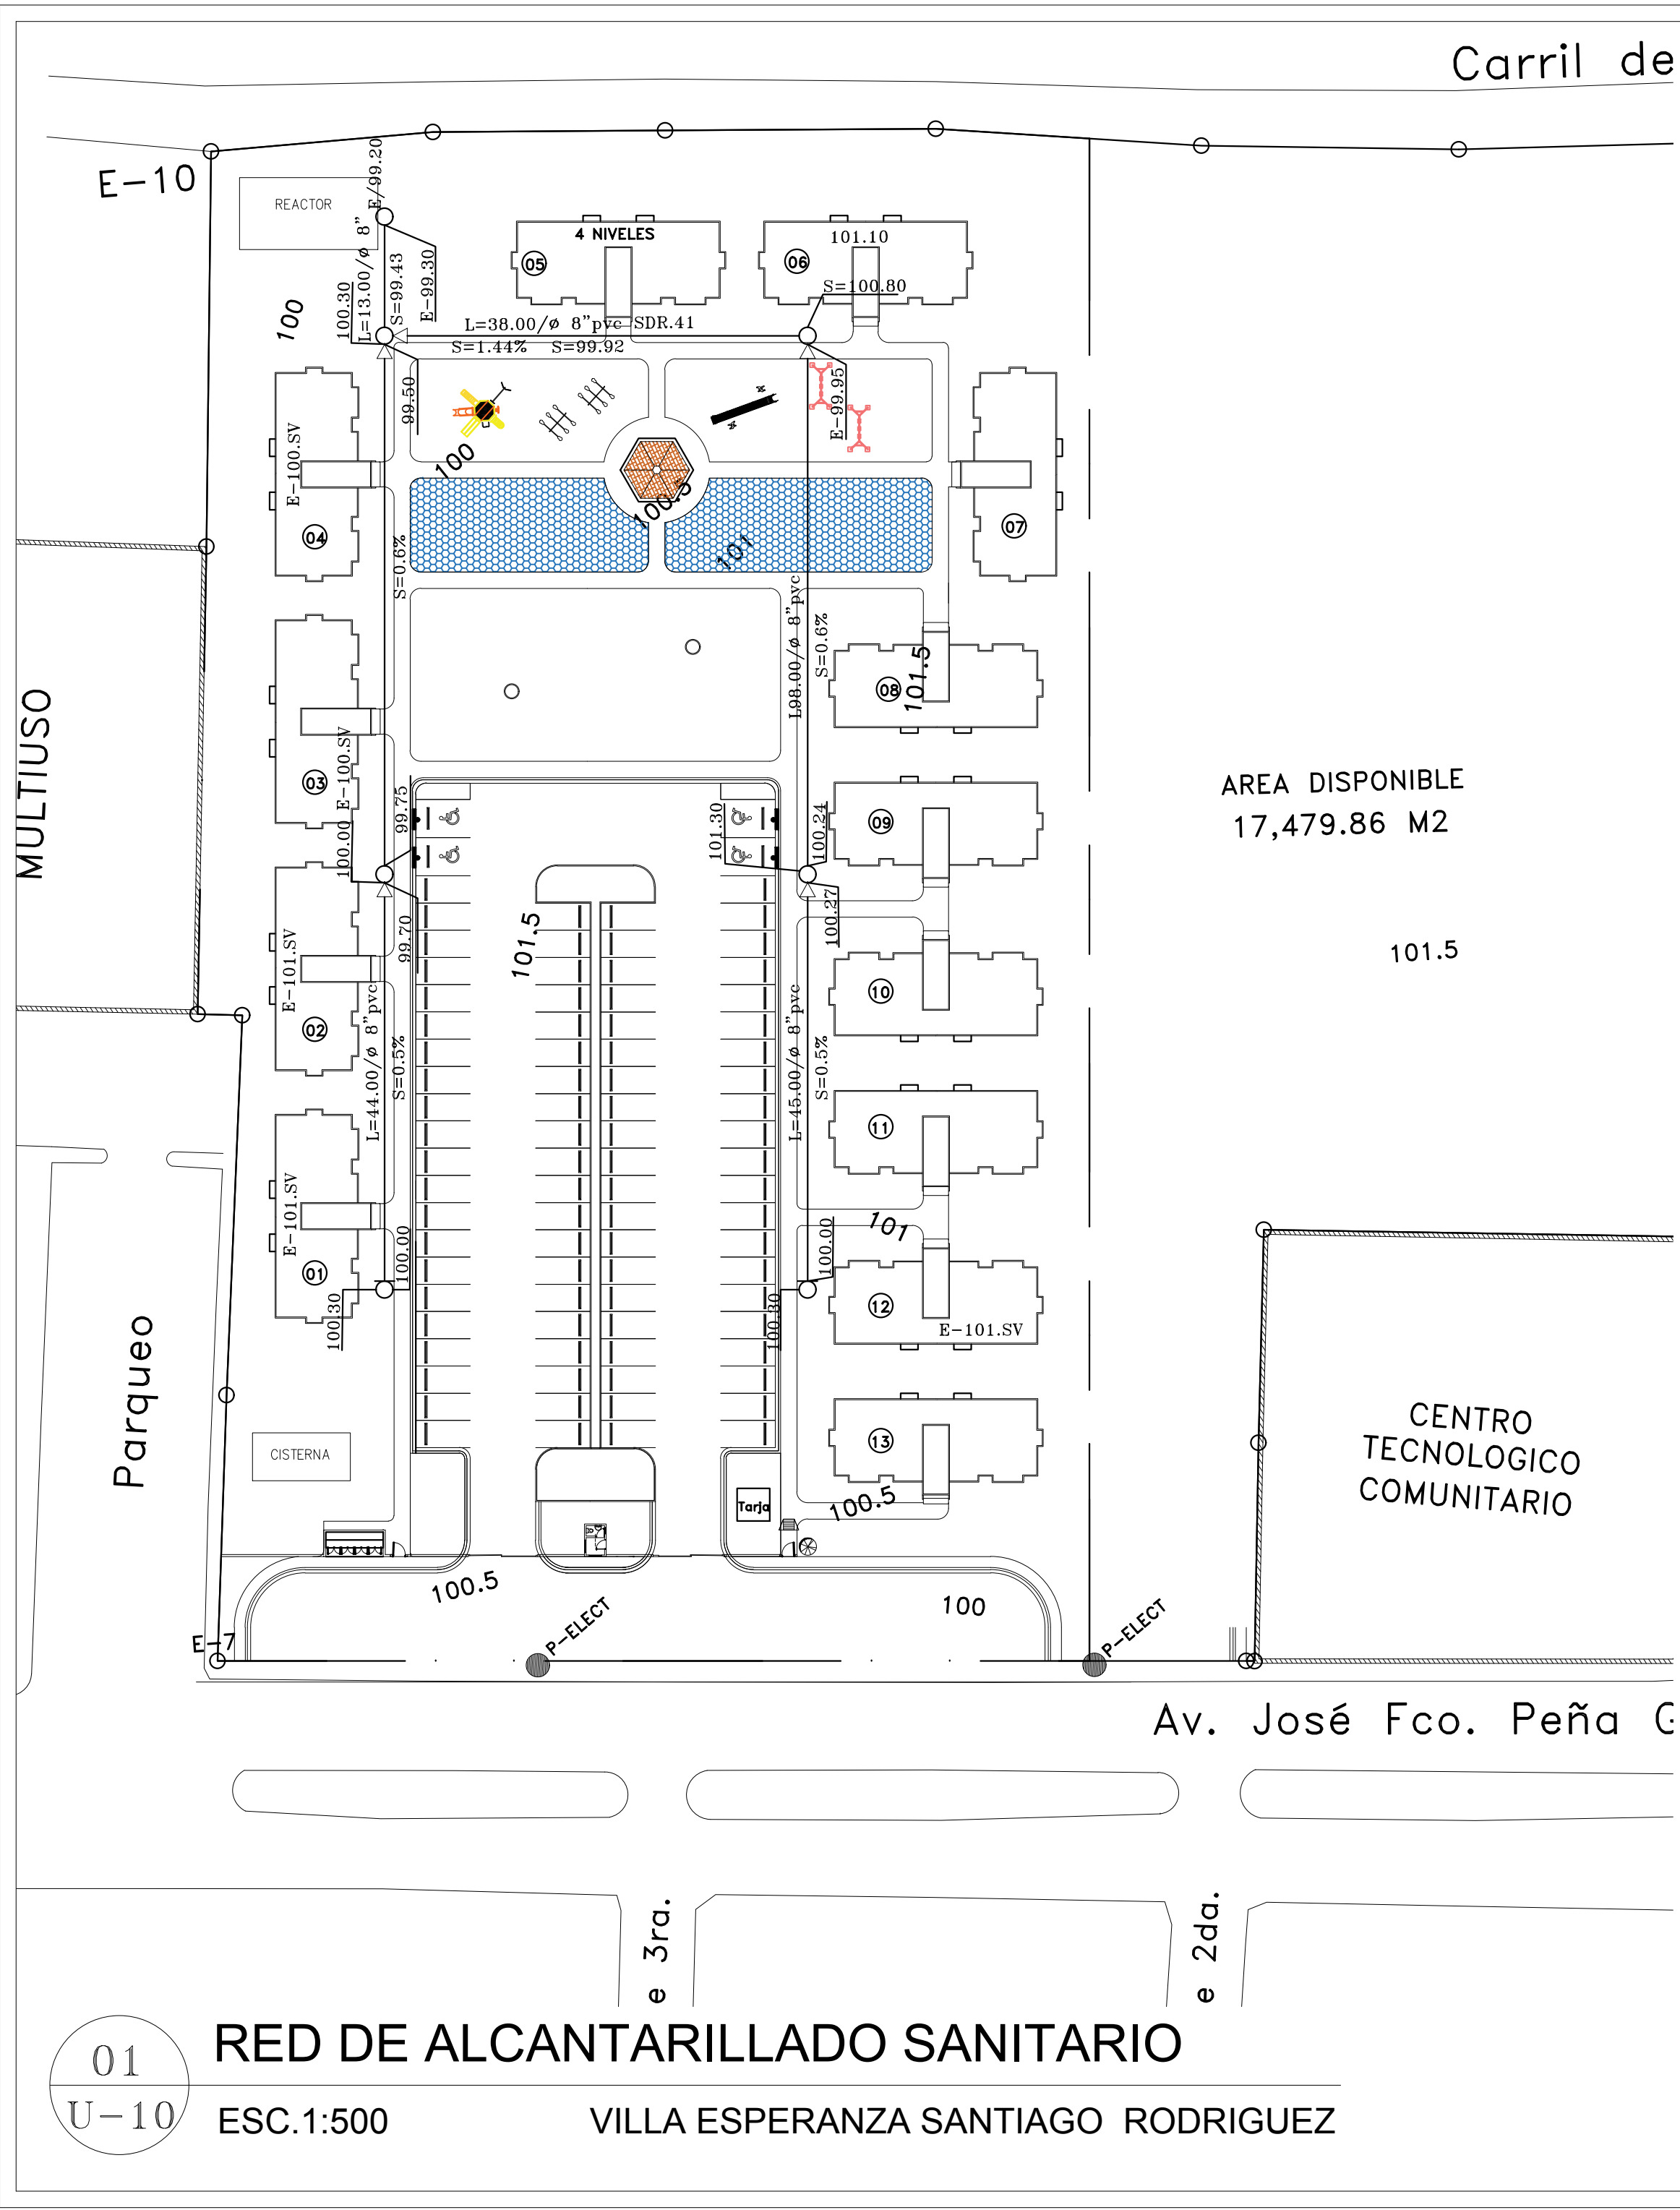 Carril de
E-10
REACTOR
E/99.20
L=13.00/ø 8"
S=99.43
E-99.30
100.30
100
4 NIVELES
05
101.10
06
S=100.80
L=38.00/ø 8"pvc SDR.41
S=1.44% S=99.92
99.50
E-99.95
100
100.5
101
E-100.SV
04
S=0.6%
07
L98.00/ø 8"pvc
S=0.6%
08
101.5
MULTIUSO
03
E-100.SV
100.00
99.75
101.30
100.24
09
AREA DISPONIBLE
17,479.86 M2
101.5
99.70
100.27
101.5
E-101.SV
02
10
L=44.00/ø 8"pvc
S=0.5%
L=45.00/ø 8"pvc
S=0.5%
11
E-101.SV
01
100.00
100.30
101
100.00
100.30
12
E-101.SV
Parqueo
CISTERNA
13
Tarja
100.5
CENTRO
TECNOLOGICO
COMUNITARIO
100.5
100
E-7
P-ELECT
P-ELECT
Av. José Fco. Peña G
e 3ra.
e 2da.
01
U-10
RED DE ALCANTARILLADO SANITARIO
ESC.1:500
VILLA ESPERANZA SANTIAGO RODRIGUEZ